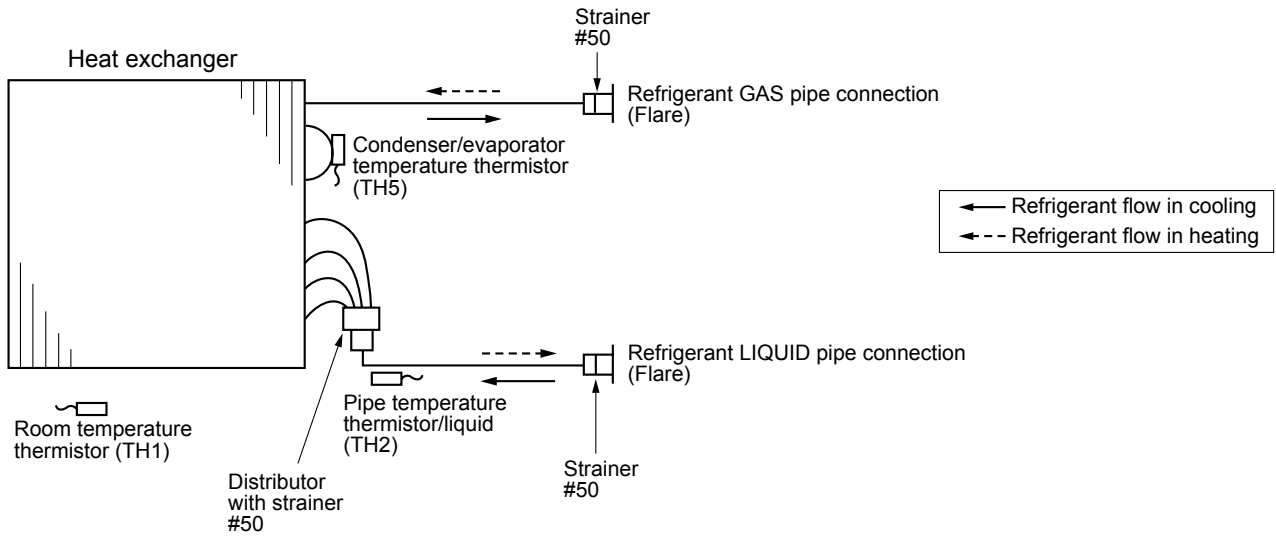 Strainer
#50
Heat exchanger
Refrigerant GAS pipe connection
(Flare)
Condenser/evaporator
temperature thermistor
(TH5)
Refrigerant flow in cooling
Refrigerant flow in heating
Refrigerant LIQUID pipe connection
(Flare)
Pipe temperature
thermistor/liquid
(TH2)
Room temperature
thermistor (TH1)
Strainer
#50
Distributor
with strainer
#50